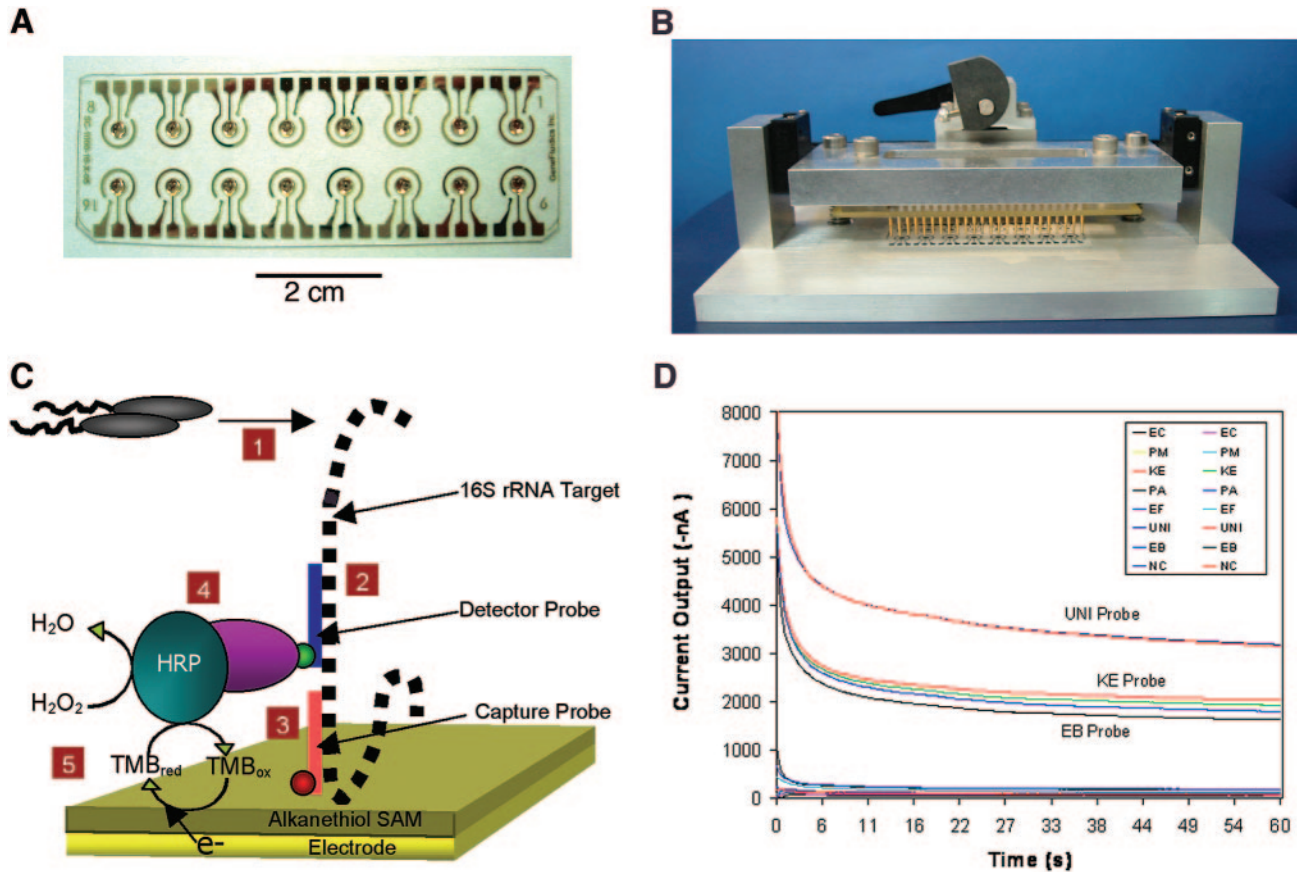 A
8
1
GeneFluidics Inc.
16
9
2 cm
B
C
1
16S rRNA Target
2
4
Detector Probe
H2O
HRP
H2O2
3
Capture Probe
5
TMBred
TMBox
Alkanethiol SAM
e-
Electrode
D
Current Output (-nA)
8000
7000
6000
5000
4000
3000
2000
1000
0
EC EC
PM PM
KE KE
PA PA
EF EF
UNI UNI
EB EB
NC NC
UNI Probe
KE Probe
EB Probe
0 6 11 16 22 27 33 38 44 49 54 60
Time (s)